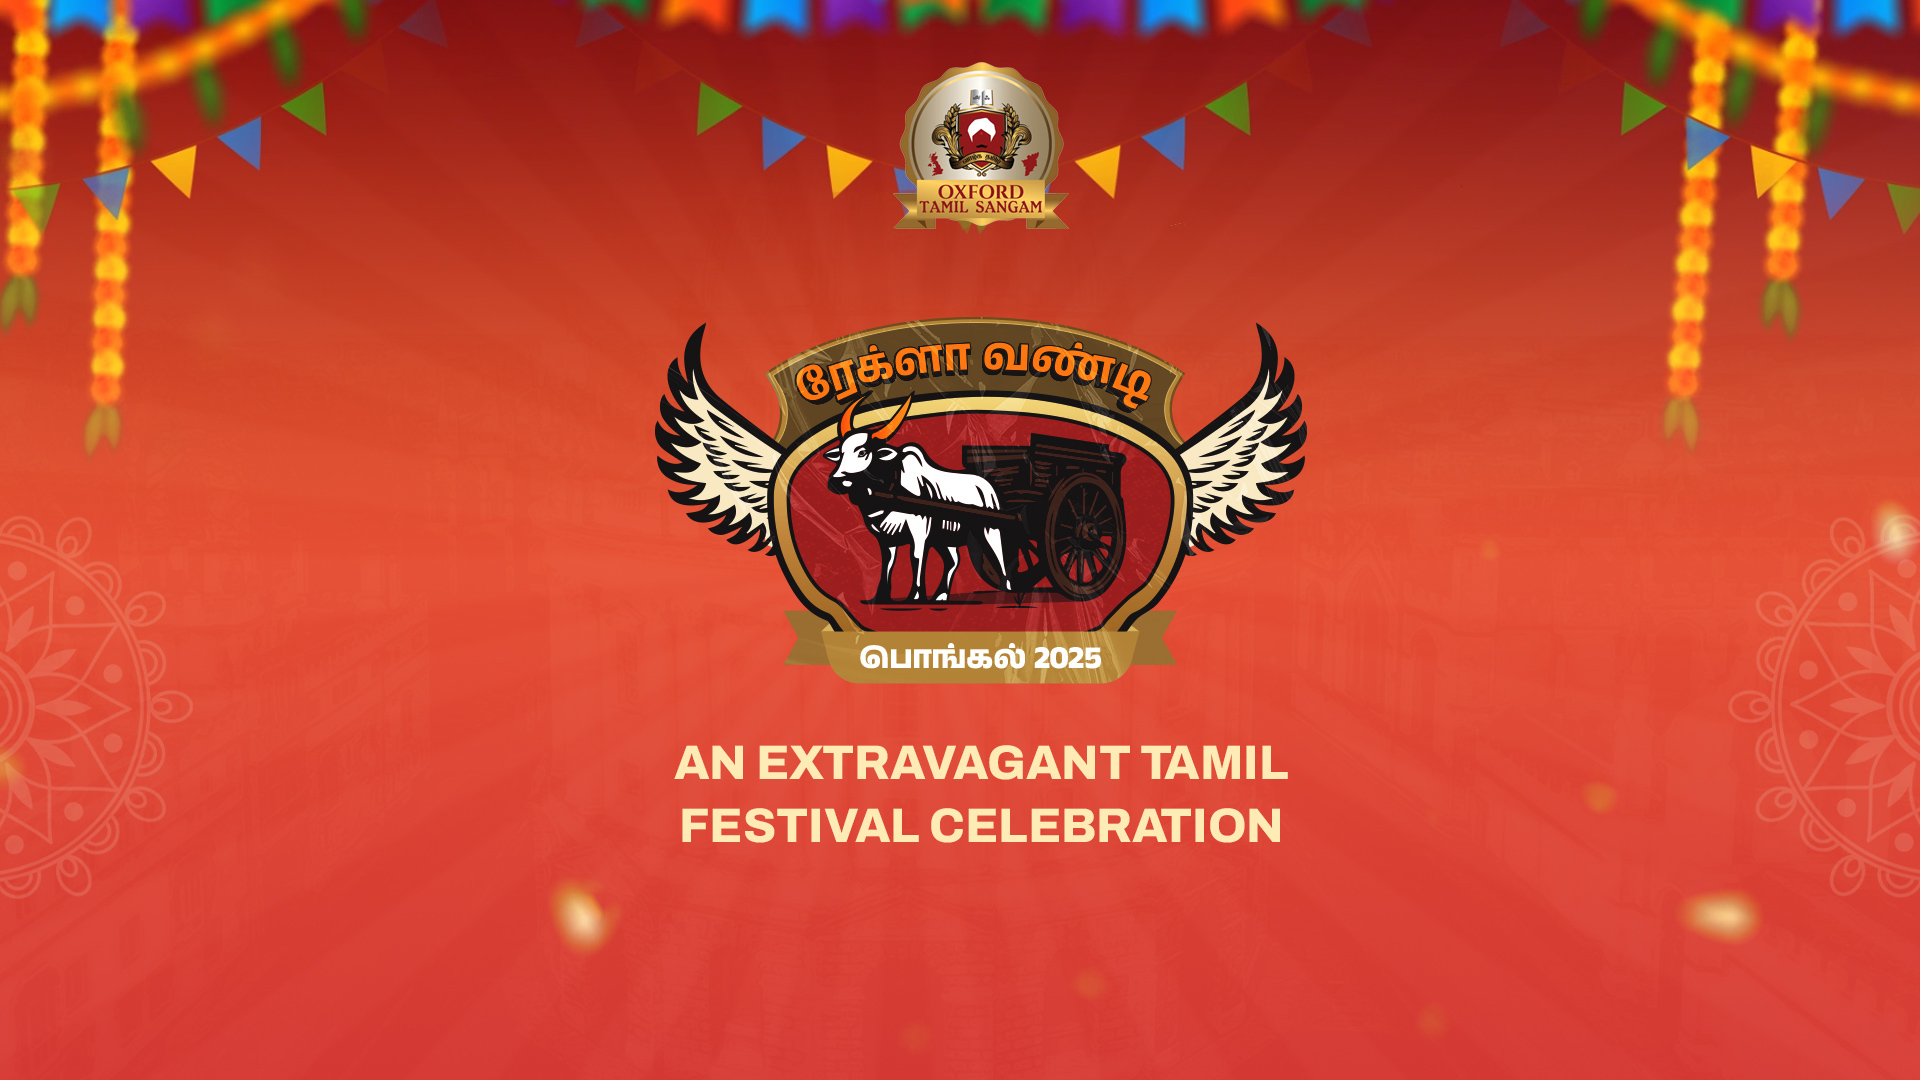 OXFORD
TAMIL SANGAM
ரேக்ளா வண்டி
பொங்கல் 2025
AN EXTRAVAGANT TAMIL
FESTIVAL CELEBRATION